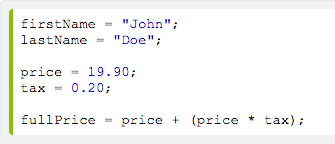 firstName = "John";
lastName = "Doe";
price = 19.90;
tax = 0.20;
fullPrice = price + (price * tax);